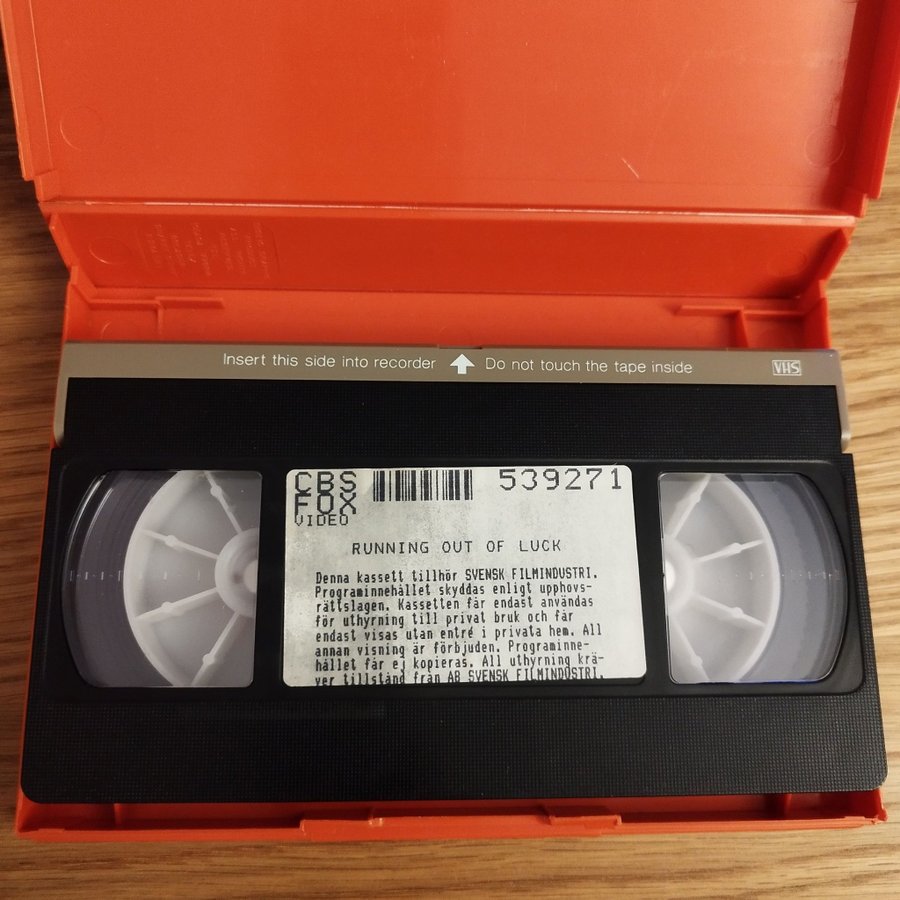 Insert this side into recorder Do not touch the tape inside VHS
CBS
FOX
VIDEO
539271
RUNNING OUT OF LUCK
Denna kassett tillhör SVENSK FILMINDUSTRI.
Programinnehållet skyddas enligt upphovs-
rättslagen. Kassetten får endast användas
för uthyrning till privat bruk och får
endast visas utan entré i privata hem. All
annan visning är förbjuden. Programinne-
hållet får ej kopieras. All uthyrning krä-
ver tillstånd från AB SVENSK FILMINDUSTRI.